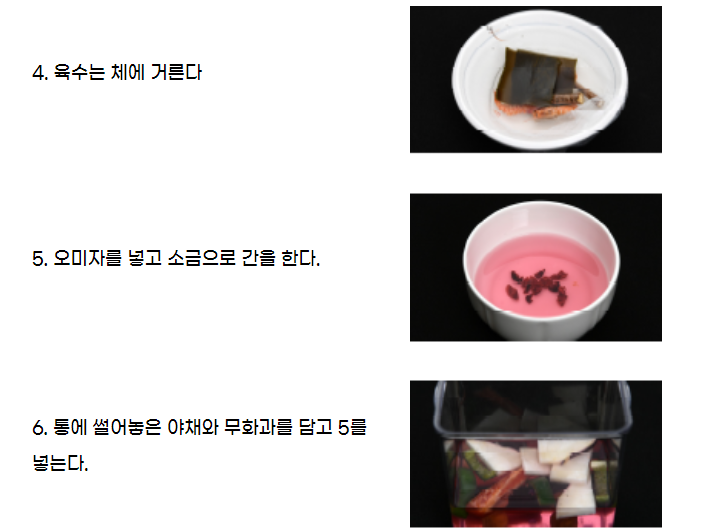 4. 육수는 체에 거른다
5. 오미자를 넣고 소금으로 간을 한다.
6. 통에 썰어놓은 야채와 무화과를 담고 5를
넣는다.